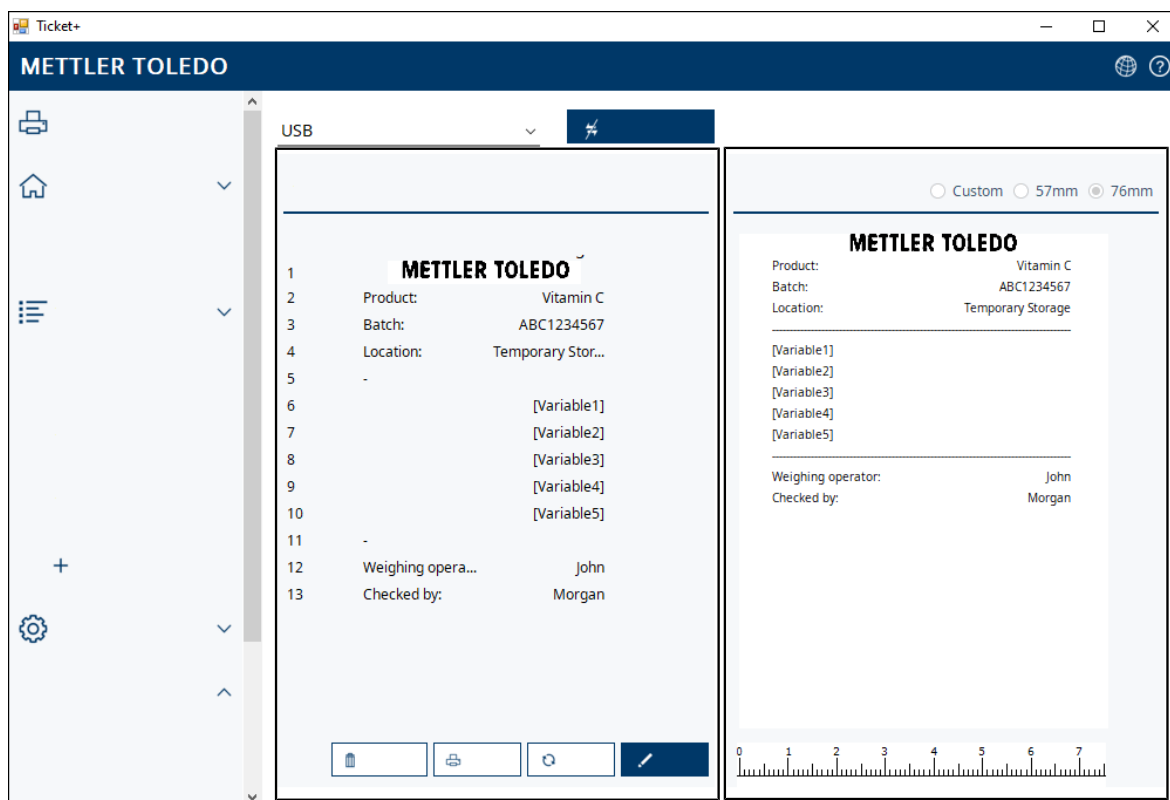 Ticket+
METTLER TOLEDO
USB
Custom 57mm 76mm
1 METTLER TOLEDO
2 Product: Vitamin C
3 Batch: ABC1234567
4 Location: Temporary Stor...
5 -
6 [Variable1]
7 [Variable2]
8 [Variable3]
9 [Variable4]
10 [Variable5]
11 -
12 Weighing opera... John
13 Checked by: Morgan
METTLER TOLEDO
Product: Vitamin C
Batch: ABC1234567
Location: Temporary Storage
[Variable1]
[Variable2]
[Variable3]
[Variable4]
[Variable5]
Weighing operator: John
Checked by: Morgan
0 1 2 3 4 5 6 7